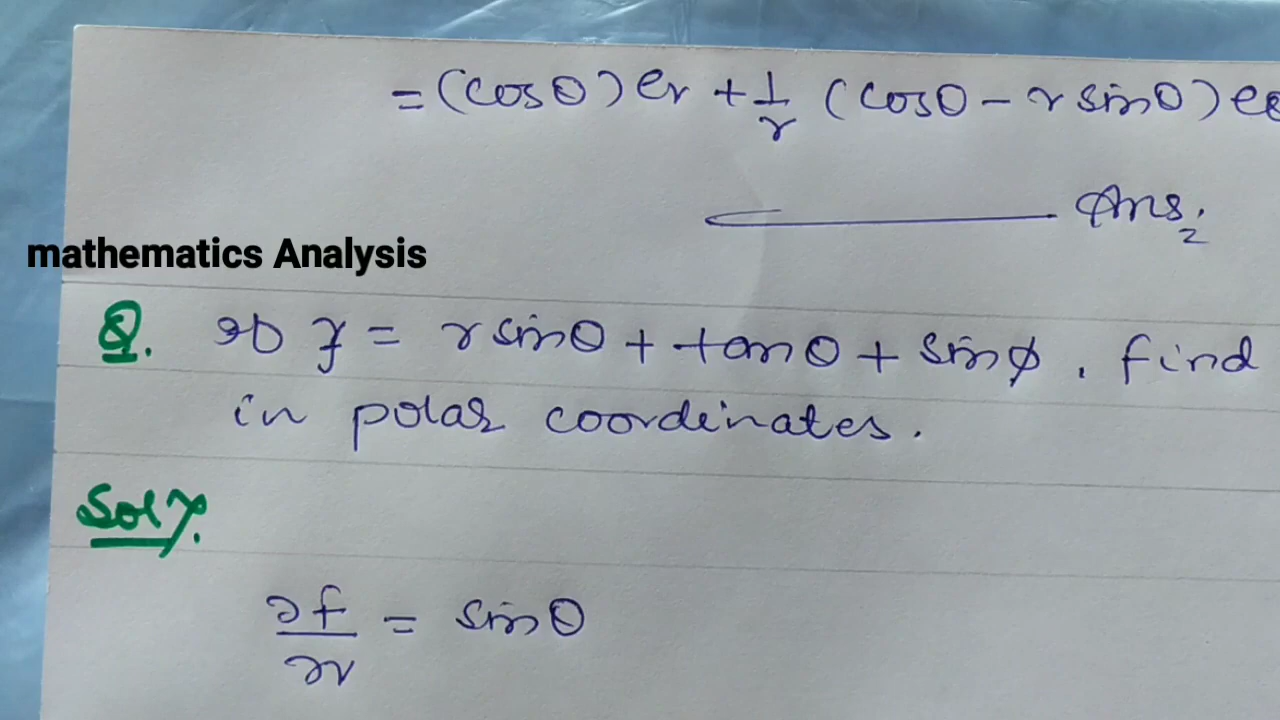 = (cosθ) er + 1/r (cosθ - r sinθ) eθ
Ans.
mathematics Analysis
Q. If f = r sinθ + tanθ + sinφ. find
in polar coordinates.
Solⁿ.
∂f/∂r = sinθ